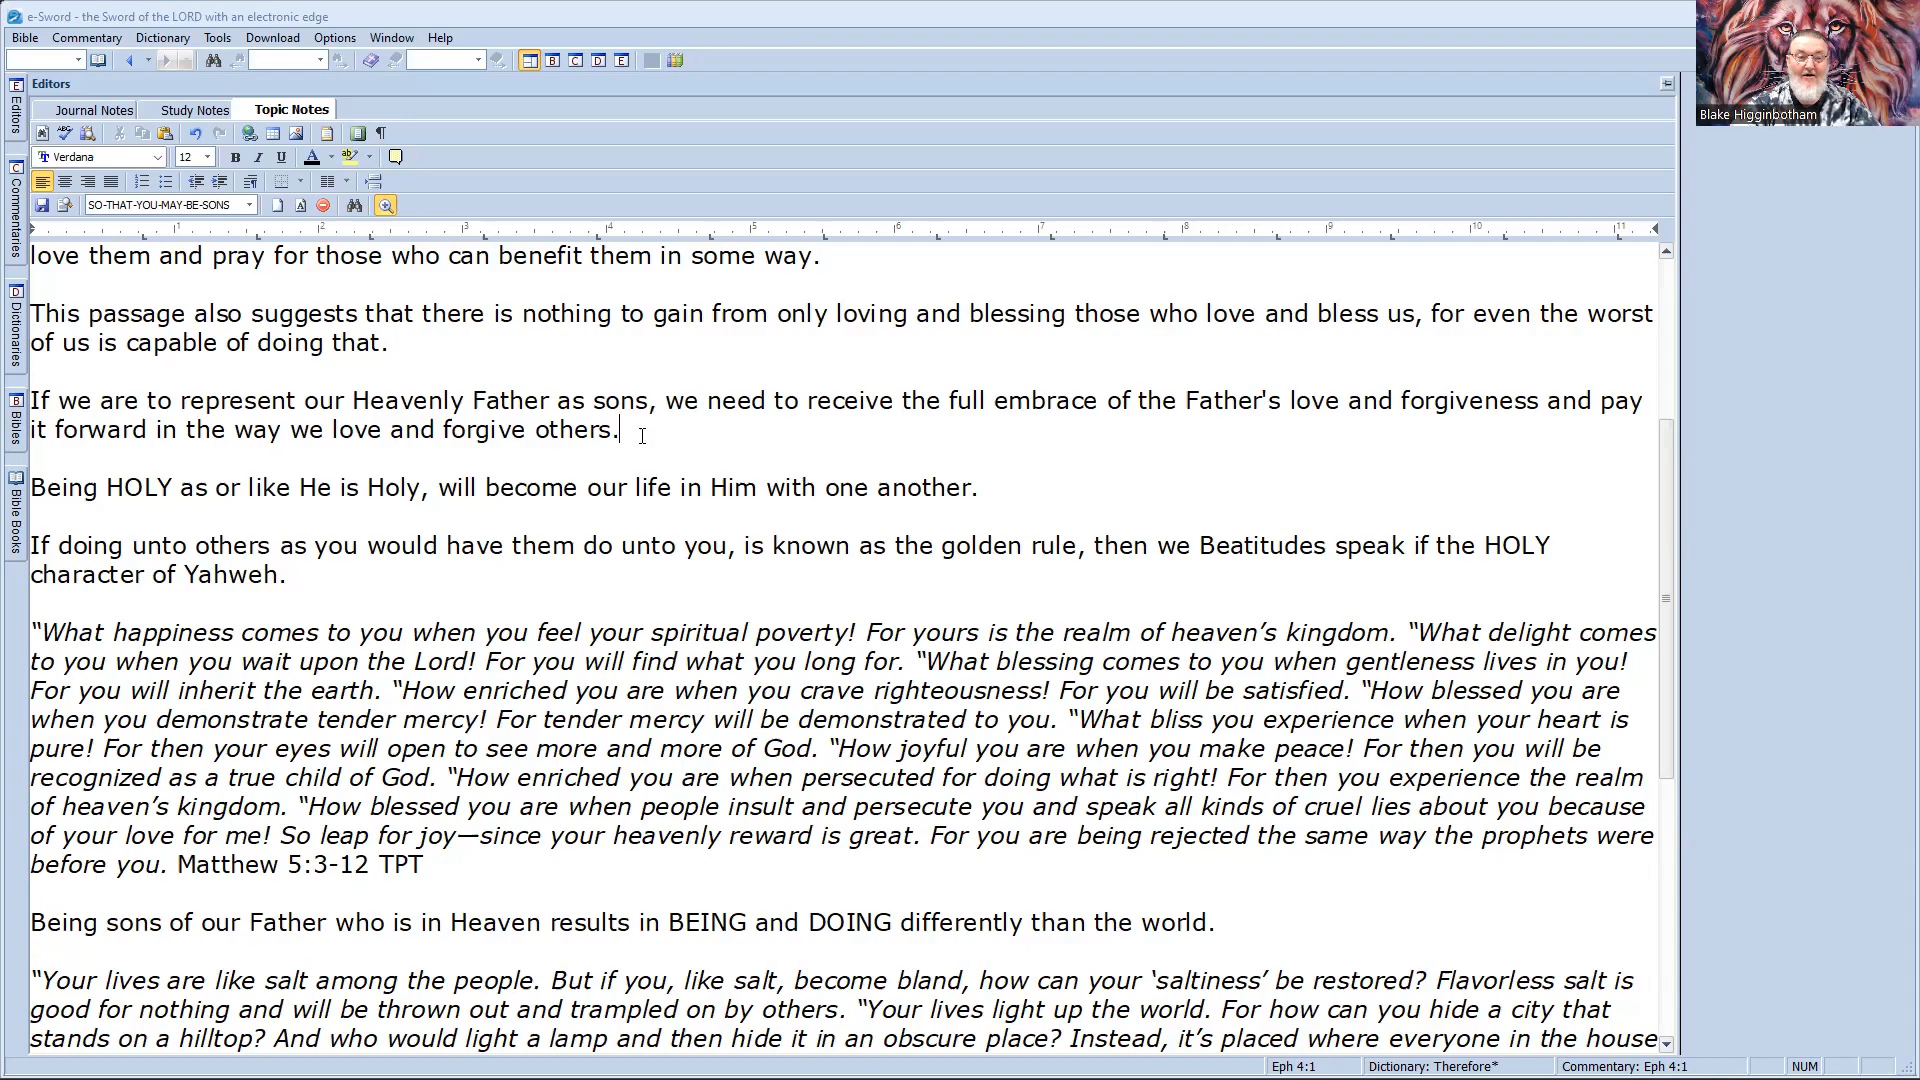 e-Sword - the Sword of the LORD with an electronic edge
Bible Commentary Dictionary Tools Download Options Window Help
B C D E
Editors
Journal Notes Study Notes Topic Notes
Verdana 12 B I U A ab
SO-THAT-YOU-MAY-BE-SONS
1 2 3 4 5 6 7 8 9 10 11
E Editors
C Commentaries
D Dictionaries
B Bibles
Bible Books
Blake Higginbotham
love them and pray for those who can benefit them in some way.
This passage also suggests that there is nothing to gain from only loving and blessing those who love and bless us, for even the worst
of us is capable of doing that.
If we are to represent our Heavenly Father as sons, we need to receive the full embrace of the Father's love and forgiveness and pay
it forward in the way we love and forgive others.
Being HOLY as or like He is Holy, will become our life in Him with one another.
If doing unto others as you would have them do unto you, is known as the golden rule, then we Beatitudes speak if the HOLY
character of Yahweh.
“What happiness comes to you when you feel your spiritual poverty! For yours is the realm of heaven’s kingdom. “What delight comes
to you when you wait upon the Lord! For you will find what you long for. “What blessing comes to you when gentleness lives in you!
For you will inherit the earth. “How enriched you are when you crave righteousness! For you will be satisfied. “How blessed you are
when you demonstrate tender mercy! For tender mercy will be demonstrated to you. “What bliss you experience when your heart is
pure! For then your eyes will open to see more and more of God. “How joyful you are when you make peace! For then you will be
recognized as a true child of God. “How enriched you are when persecuted for doing what is right! For then you experience the realm
of heaven’s kingdom. “How blessed you are when people insult and persecute you and speak all kinds of cruel lies about you because
of your love for me! So leap for joy—since your heavenly reward is great. For you are being rejected the same way the prophets were
before you. Matthew 5:3-12 TPT
Being sons of our Father who is in Heaven results in BEING and DOING differently than the world.
“Your lives are like salt among the people. But if you, like salt, become bland, how can your ‘saltiness’ be restored? Flavorless salt is
good for nothing and will be thrown out and trampled on by others. “Your lives light up the world. For how can you hide a city that
stands on a hilltop? And who would light a lamp and then hide it in an obscure place? Instead, it’s placed where everyone in the house
Eph 4:1 Dictionary: Therefore* Commentary: Eph 4:1 NUM